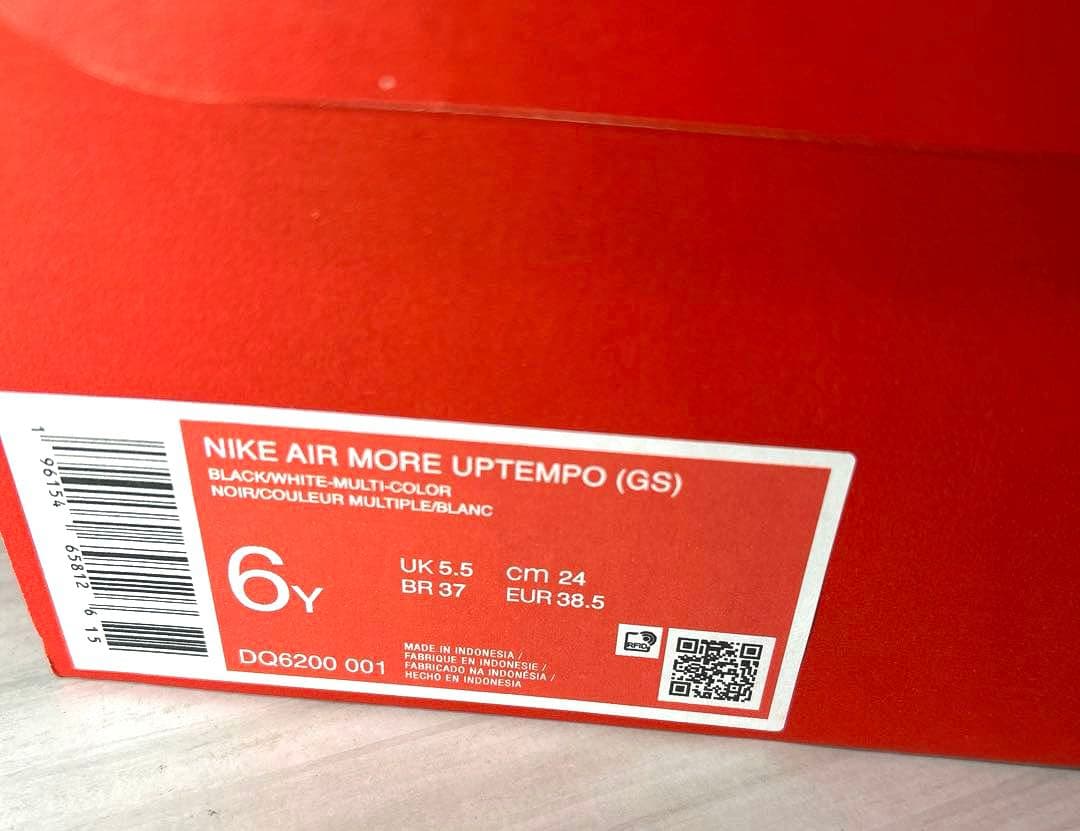 1 96154 65812 6 15
NIKE AIR MORE UPTEMPO (GS)
BLACK/WHITE-MULTI-COLOR
NOIR/COULEUR MULTIPLE/BLANC
6Y
UK 5.5 cm 24
BR 37 EUR 38.5
DQ6200 001
MADE IN INDONESIA /
FABRIQUE EN INDONESIE /
FABRICADO NA INDONÉSIA /
HECHO EN INDONESIA
RFID